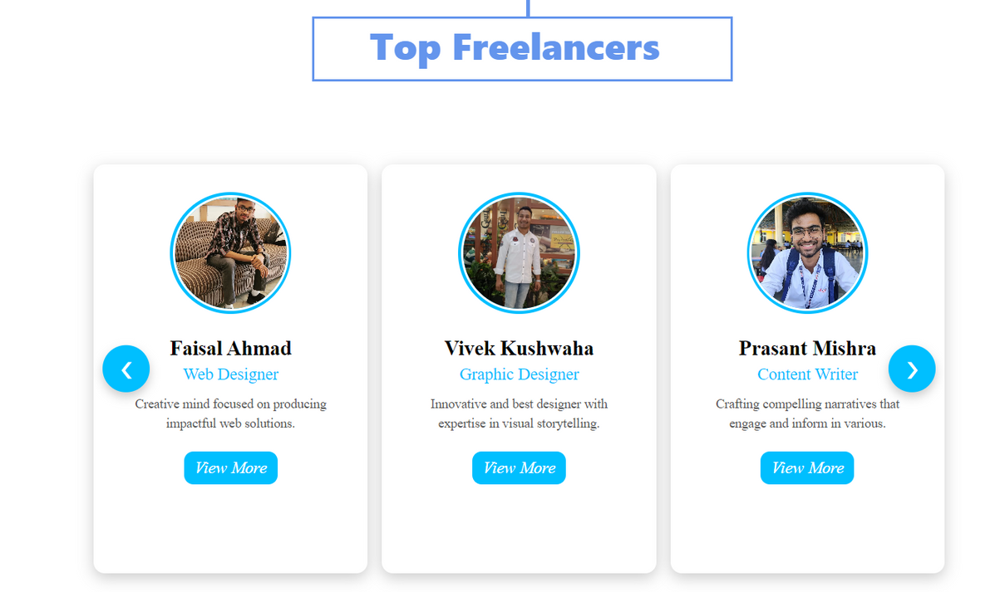 Top Freelancers
Faisal Ahmad
Web Designer
Creative mind focused on producing
impactful web solutions.
View More
Vivek Kushwaha
Graphic Designer
Innovative and best designer with
expertise in visual storytelling.
View More
Prasant Mishra
Content Writer
Crafting compelling narratives that
engage and inform in various.
View More